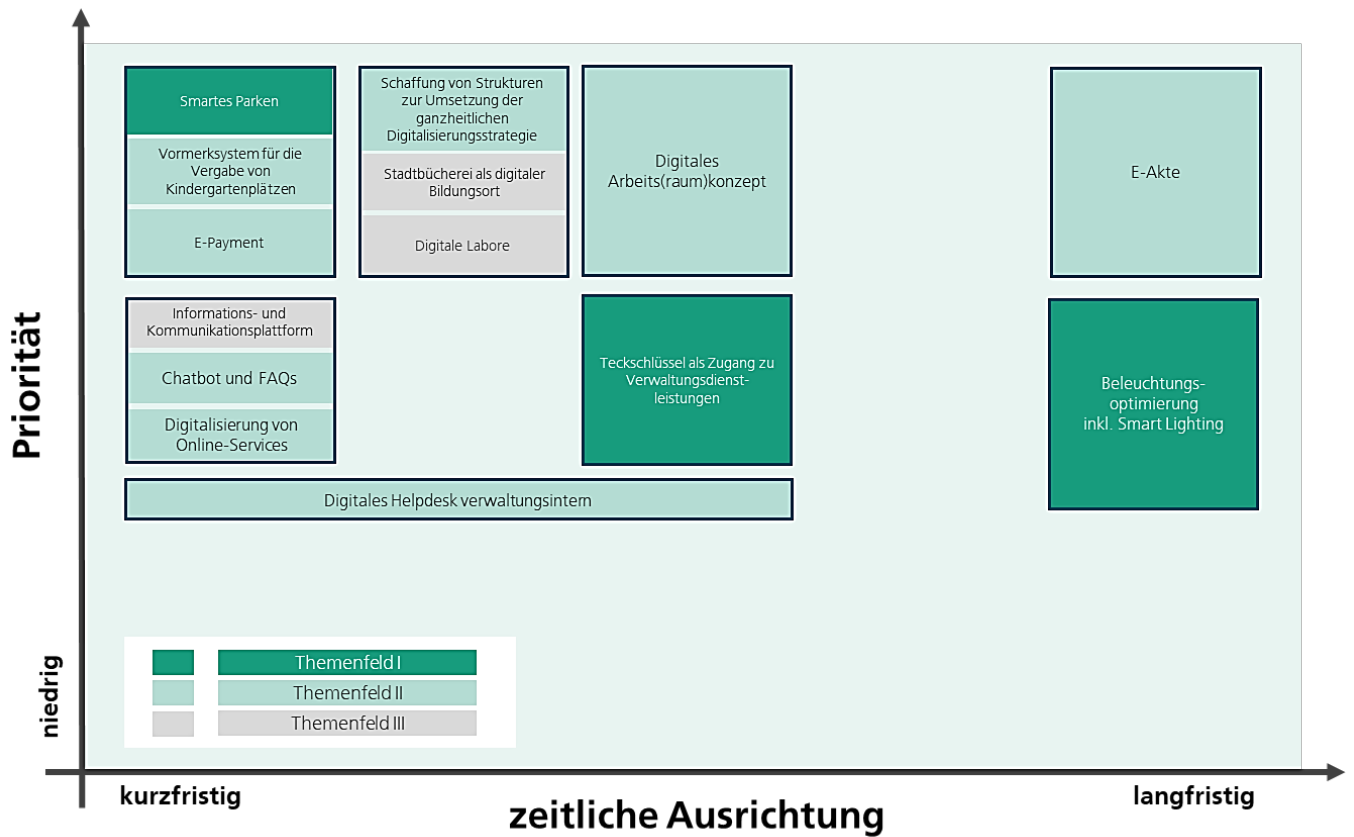 Priorität
niedrig
Smartes Parken
Vormerksystem für die
Vergabe von
Kindergartenplätzen
E-Payment
Schaffung von Strukturen
zur Umsetzung der
ganzheitlichen
Digitalisierungsstrategie
Stadtbücherei als digitaler
Bildungsort
Digitale Labore
Digitales
Arbeits(raum)konzept
E-Akte
Informations- und
Kommunikationsplattform
Chatbot und FAQs
Digitalisierung von
Online-Services
Teckschlüssel als Zugang zu
Verwaltungsdienst-
leistungen
Beleuchtungs-
optimierung
inkl. Smart Lighting
Digitales Helpdesk verwaltungsintern
Themenfeld I
Themenfeld II
Themenfeld III
kurzfristig
zeitliche Ausrichtung
langfristig